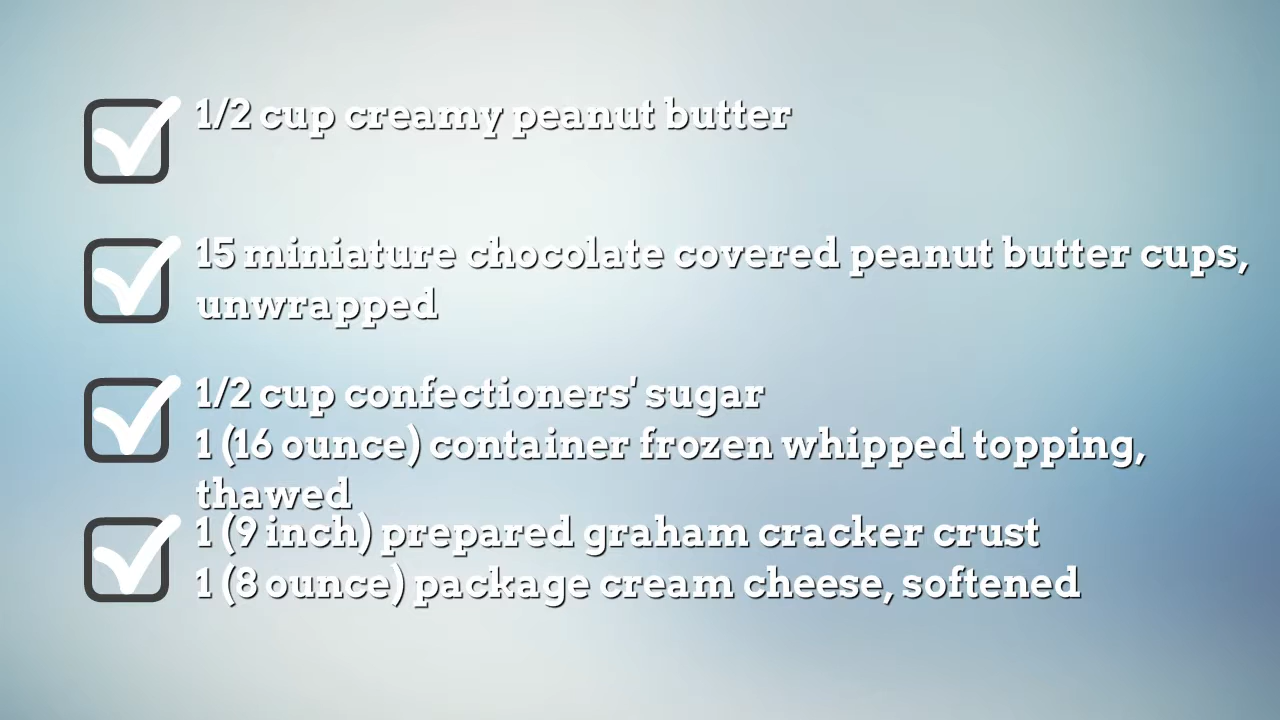 1/2 cup creamy peanut butter
15 miniature chocolate covered peanut butter cups,
unwrapped
1/2 cup confectioners' sugar
1 (16 ounce) container frozen whipped topping,
thawed
1 (9 inch) prepared graham cracker crust
1 (8 ounce) package cream cheese, softened